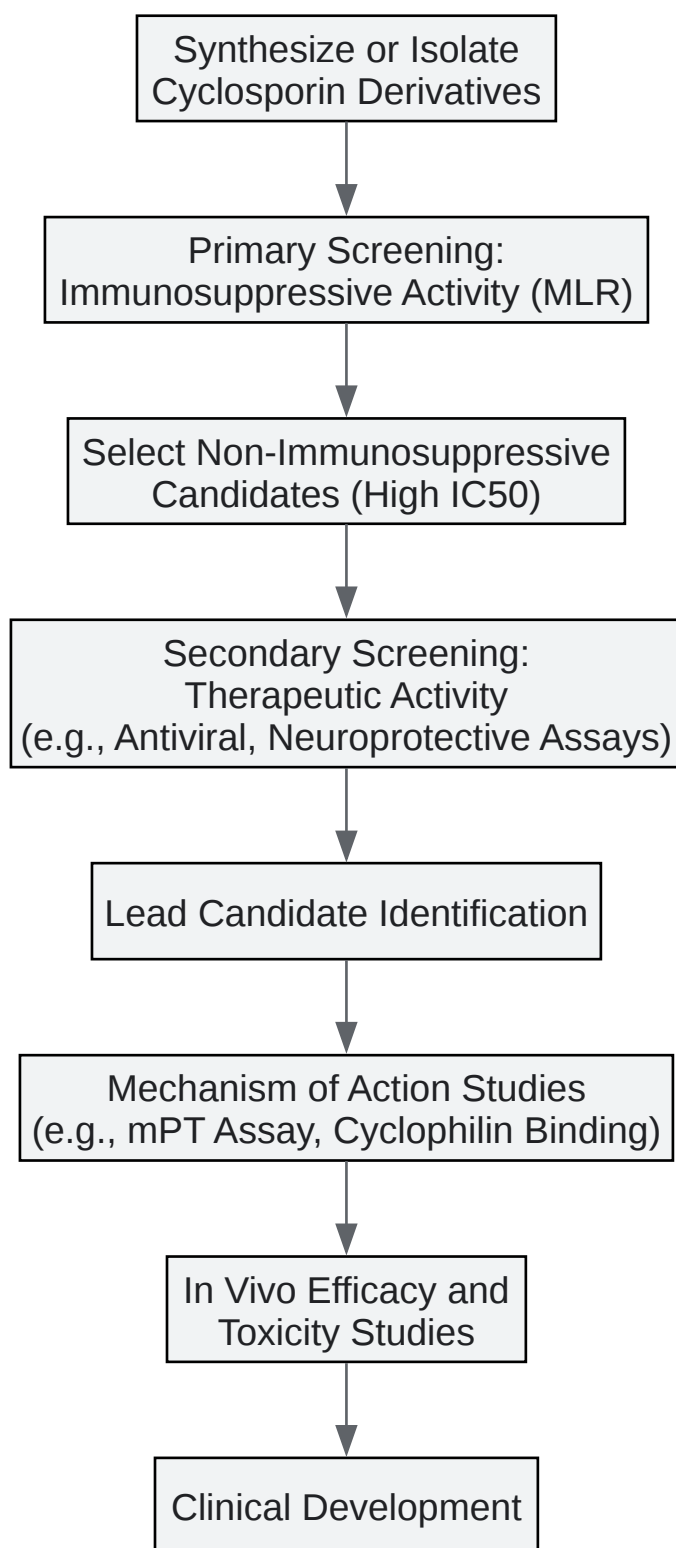 Synthesize or Isolate
Cyclosporin Derivatives
Primary Screening:
Immunosuppressive Activity (MLR)
Select Non-Immunosuppressive
Candidates (High IC50)
Secondary Screening:
Therapeutic Activity
(e.g., Antiviral, Neuroprotective Assays)
Lead Candidate Identification
Mechanism of Action Studies
(e.g., mPT Assay, Cyclophilin Binding)
In Vivo Efficacy and
Toxicity Studies
Clinical Development